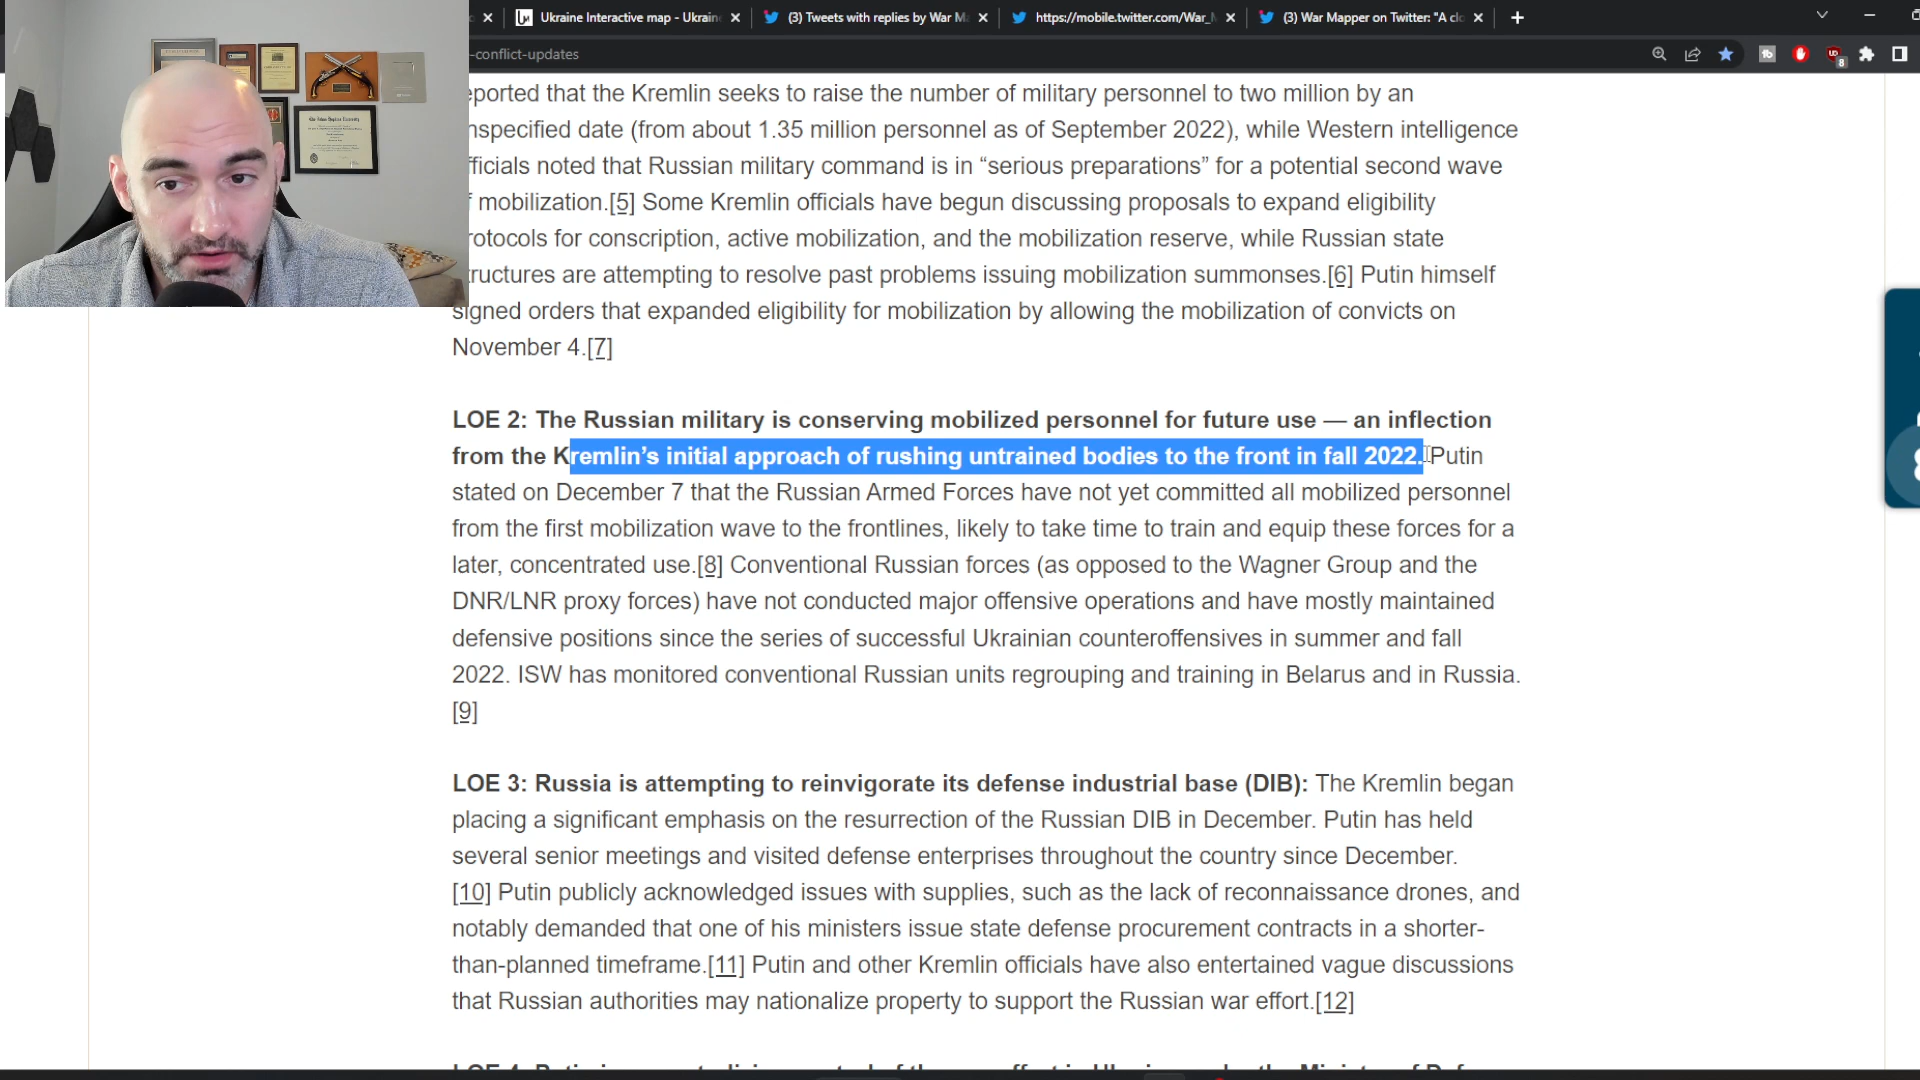 Ukraine Interactive map - Ukrain
(3) Tweets with replies by War M
https://mobile.twitter.com/War_
(3) War Mapper on Twitter: "A cl
-conflict-updates
8
eported that the Kremlin seeks to raise the number of military personnel to two million by an
nspecified date (from about 1.35 million personnel as of September 2022), while Western intelligence
fficials noted that Russian military command is in “serious preparations” for a potential second wave
f mobilization.[5] Some Kremlin officials have begun discussing proposals to expand eligibility
rotocols for conscription, active mobilization, and the mobilization reserve, while Russian state
tructures are attempting to resolve past problems issuing mobilization summonses.[6] Putin himself
signed orders that expanded eligibility for mobilization by allowing the mobilization of convicts on
November 4.[7]
LOE 2: The Russian military is conserving mobilized personnel for future use — an inflection
from the Kremlin’s initial approach of rushing untrained bodies to the front in fall 2022. Putin
stated on December 7 that the Russian Armed Forces have not yet committed all mobilized personnel
from the first mobilization wave to the frontlines, likely to take time to train and equip these forces for a
later, concentrated use.[8] Conventional Russian forces (as opposed to the Wagner Group and the
DNR/LNR proxy forces) have not conducted major offensive operations and have mostly maintained
defensive positions since the series of successful Ukrainian counteroffensives in summer and fall
2022. ISW has monitored conventional Russian units regrouping and training in Belarus and in Russia.
[9]
LOE 3: Russia is attempting to reinvigorate its defense industrial base (DIB): The Kremlin began
placing a significant emphasis on the resurrection of the Russian DIB in December. Putin has held
several senior meetings and visited defense enterprises throughout the country since December.
[10] Putin publicly acknowledged issues with supplies, such as the lack of reconnaissance drones, and
notably demanded that one of his ministers issue state defense procurement contracts in a shorter-
than-planned timeframe.[11] Putin and other Kremlin officials have also entertained vague discussions
that Russian authorities may nationalize property to support the Russian war effort.[12]